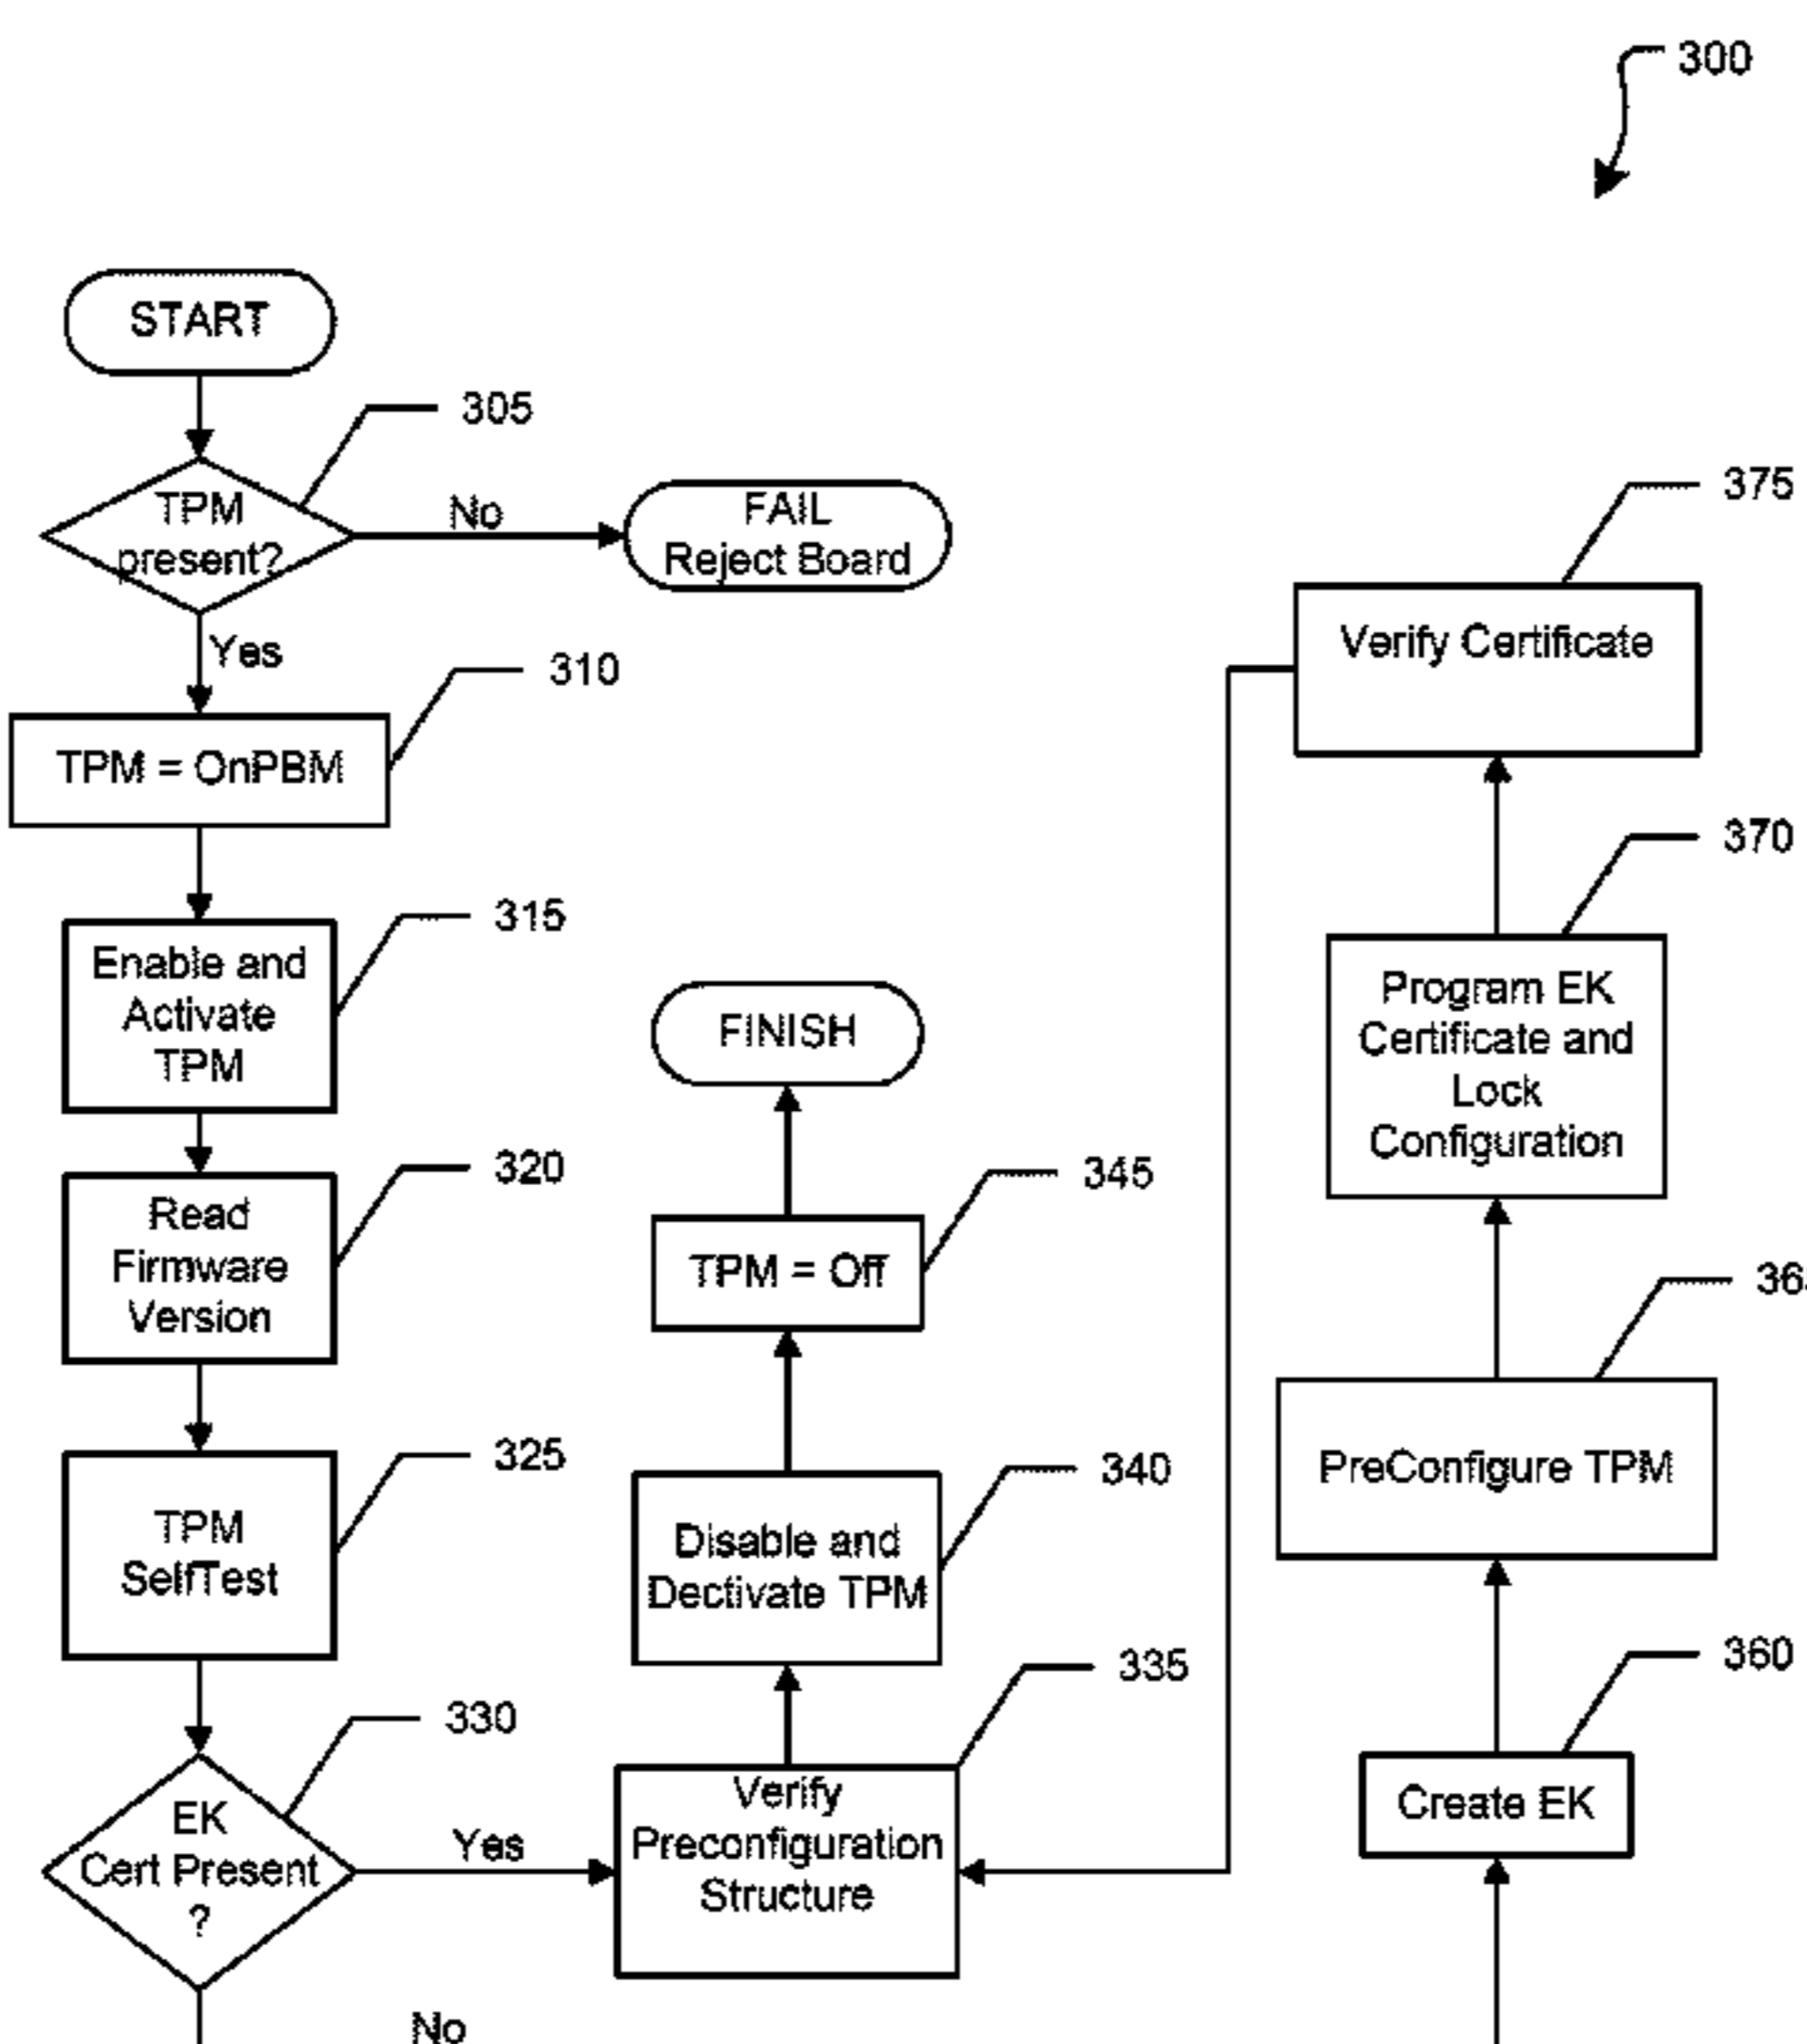 300
START
305
TPM
present?
No
FAIL
Reject Board
Yes
310
TPM = OnPBM
315
Enable and
Activate
TPM
320
Read
Firmware
Version
325
TPM
SelfTest
330
EK
Cert Present
?
Yes
No
335
Verify
Preconfiguration
Structure
340
Disable and
Dectivate TPM
345
TPM = Off
FINISH
360
Create EK
PreConfigure TPM
370
Program EK
Certificate and
Lock
Configuration
375
Verify Certificate